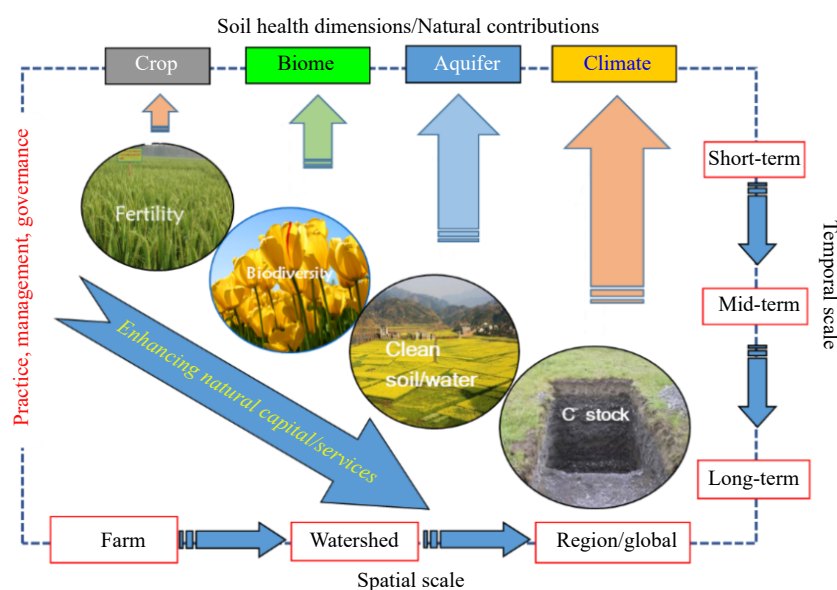 Soil health dimensions/Natural contributions
Crop
Biome
Aquifer
Climate
Practice, management, governance
Short-term
Fertility
Biodiversity
Temporal scale
Mid-term
Clean
soil/water
Enhancing natural capital/services
C stock
Long-term
Farm
Watershed
Region/global
Spatial scale